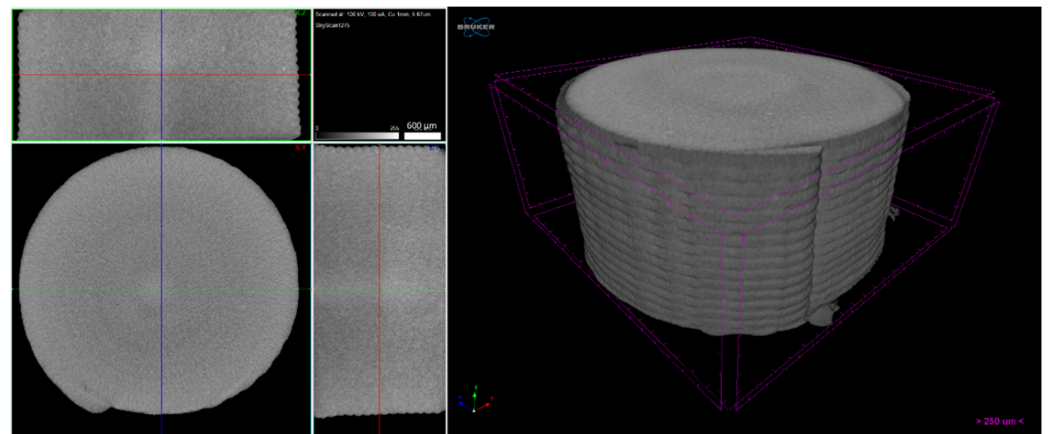 X-Z
Scanned at: 100 kV, 100 uA, Cu 1mm, 6.67um
SkyScan1275
0
255
600 µm
X-Y
BRUKER
> 250 um <